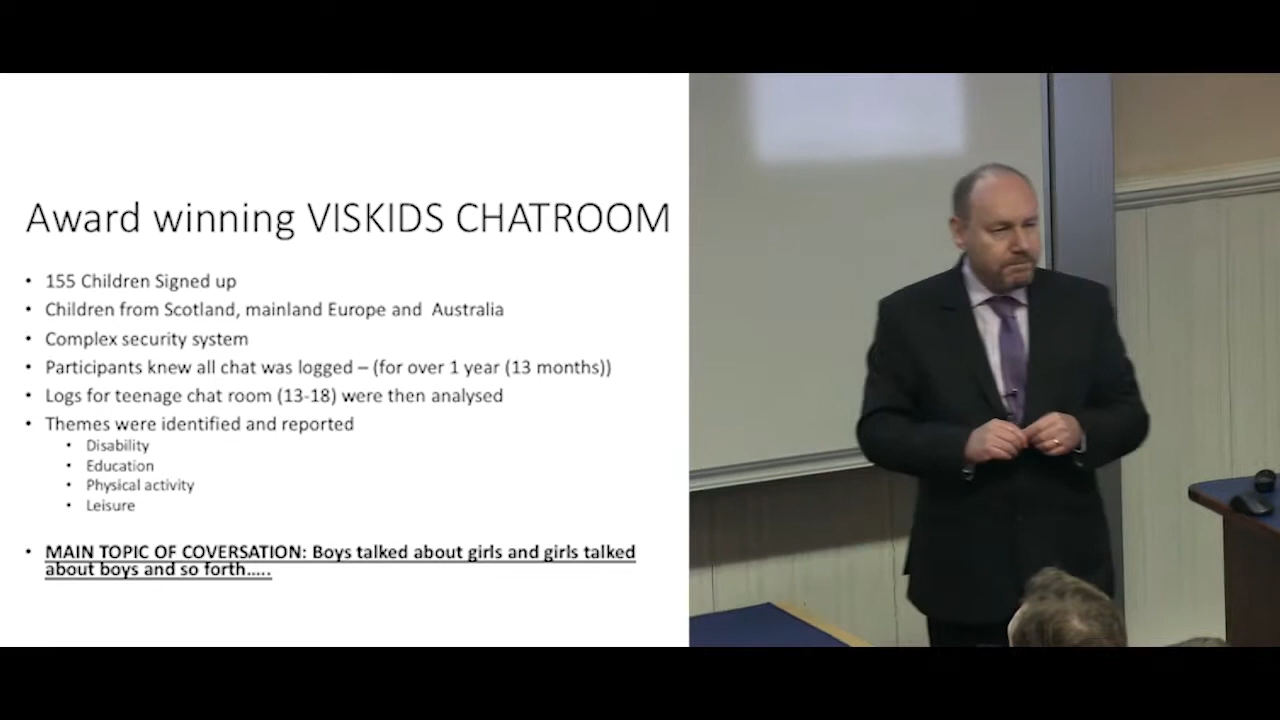 Award winning VISKIDS CHATROOM
• 155 Children Signed up
• Children from Scotland, mainland Europe and  Australia
• Complex security system
• Participants knew all chat was logged – (for over 1 year (13 months))
• Logs for teenage chat room (13-18) were then analysed
• Themes were identified and reported
• Disability
• Education
• Physical activity
• Leisure
• MAIN TOPIC OF COVERSATION: Boys talked about girls and girls talked
about boys and so forth.....